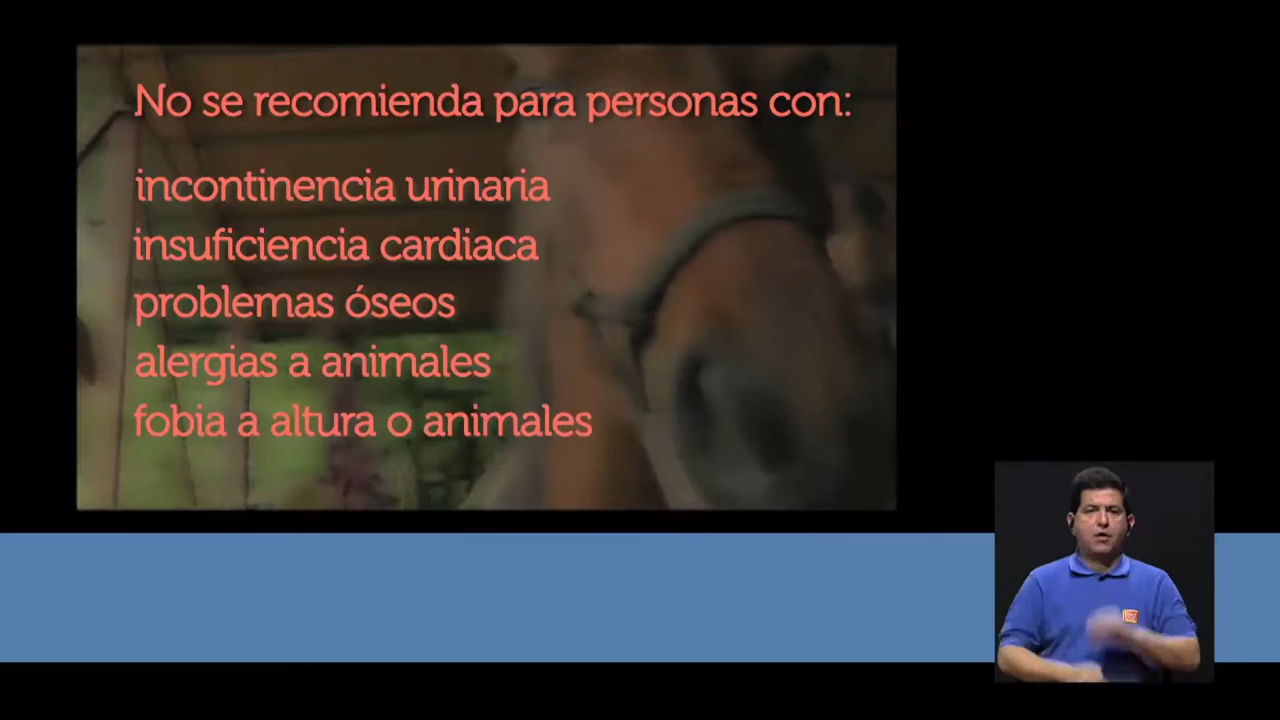 No se recomienda para personas con:
incontinencia urinaria
insuficiencia cardiaca
problemas óseos
alergias a animales
fobia a altura o animales